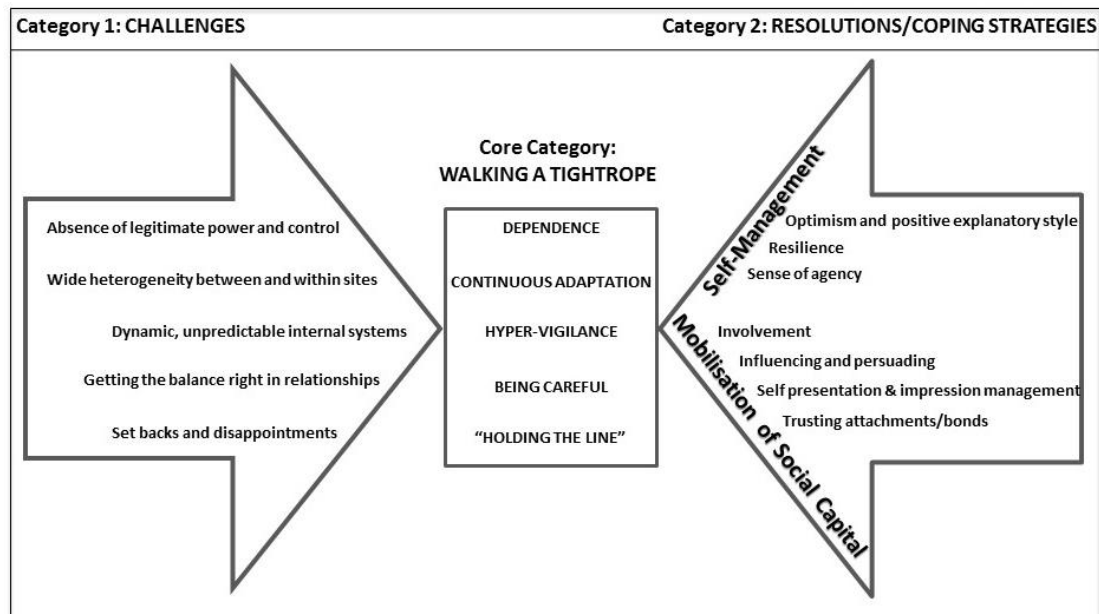 Category 1: CHALLENGES
Category 2: RESOLUTIONS/COPING STRATEGIES
Absence of legitimate power and control
Wide heterogeneity between and within sites
Dynamic, unpredictable internal systems
Getting the balance right in relationships
Set backs and disappointments
Core Category:
WALKING A TIGHTROPE
DEPENDENCE
CONTINUOUS ADAPTATION
HYPER-VIGILANCE
BEING CAREFUL
“HOLDING THE LINE”
Self-Management
Optimism and positive explanatory style
Resilience
Sense of agency
Mobilisation of Social Capital
Involvement
Influencing and persuading
Self presentation & impression management
Trusting attachments/bonds